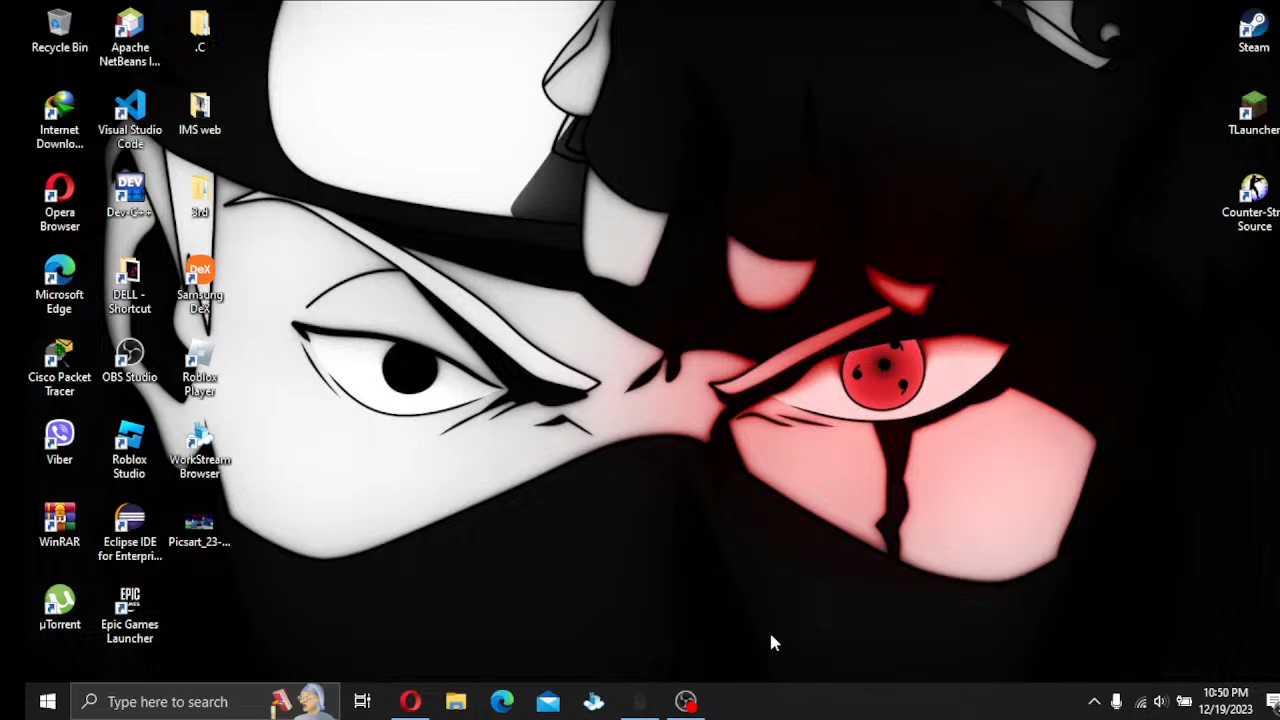 Recycle Bin
Apache
NetBeans I...
.C
Internet
Downlo...
Visual Studio
Code
IMS web
Opera
Browser
DEV
Dev-C++
3rd
Microsoft
Edge
DELL -
Shortcut
DeX
Samsung
DeX
Cisco Packet
Tracer
OBS Studio
Roblox
Player
Viber
Roblox
Studio
WorkStream
Browser
WinRAR
Eclipse IDE
for Enterpri...
Picsart_23-...
µTorrent
EPIC
GAMES
Epic Games
Launcher
Steam
TLauncher
Counter-Str
Source
Type here to search
10:50 PM
12/19/2023